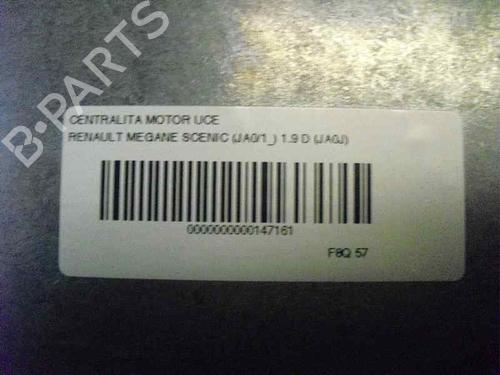 B-PARTS
CENTRALITA MOTOR UCE
RENAULT MEGANE SCENIC (JA0/1_) 1.9 D (JA0J)
0000000000147161
F8Q 57